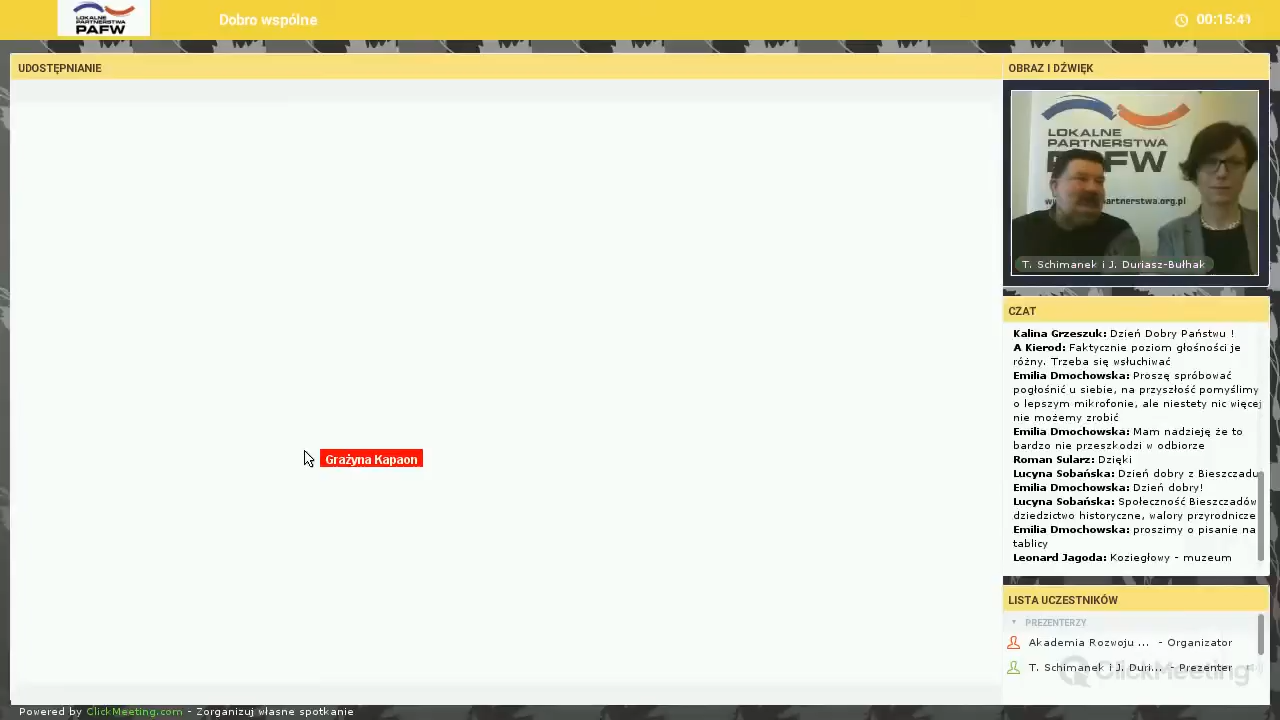 LOKALNE
PARTNERSTWA
PAFW
Dobro wspólne
00:15:41
UDOSTĘPNIANIE
Grażyna Kapaon
OBRAZ I DŹWIĘK
LOKALNE
PARTNERSTWA
PAFW
partnerstwa.org.pl
T. Schimanek i J. Duriasz-Bułhak
CZAT
Kalina Grzeszuk: Dzień Dobry Państwu !
A Kierod: Faktycznie poziom głośności je
różny. Trzeba się wsłuchiwać
Emilia Dmochowska: Proszę spróbować
pogłośnić u siebie, na przyszłość pomyślimy
o lepszym mikrofonie, ale niestety nic więcej
nie możemy zrobić
Emilia Dmochowska: Mam nadzieję że to
bardzo nie przeszkodzi w odbiorze
Roman Sularz: Dzięki
Lucyna Sobańska: Dzień dobry z Bieszczadu
Emilia Dmochowska: Dzień dobry!
Lucyna Sobańska: Społeczność Bieszczadów
dziedzictwo historyczne, walory przyrodnicze
Emilia Dmochowska: proszimy o pisanie na
tablicy
Leonard Jagoda: Koziegłowy - muzeum
LISTA UCZESTNIKÓW
PREZENTERZY
Akademia Rozwoju ... - Organizator
T. Schimanek i J. Duri... - Prezenter
ClickMeeting
Powered by ClickMeeting.com - Zorganizuj własne spotkanie